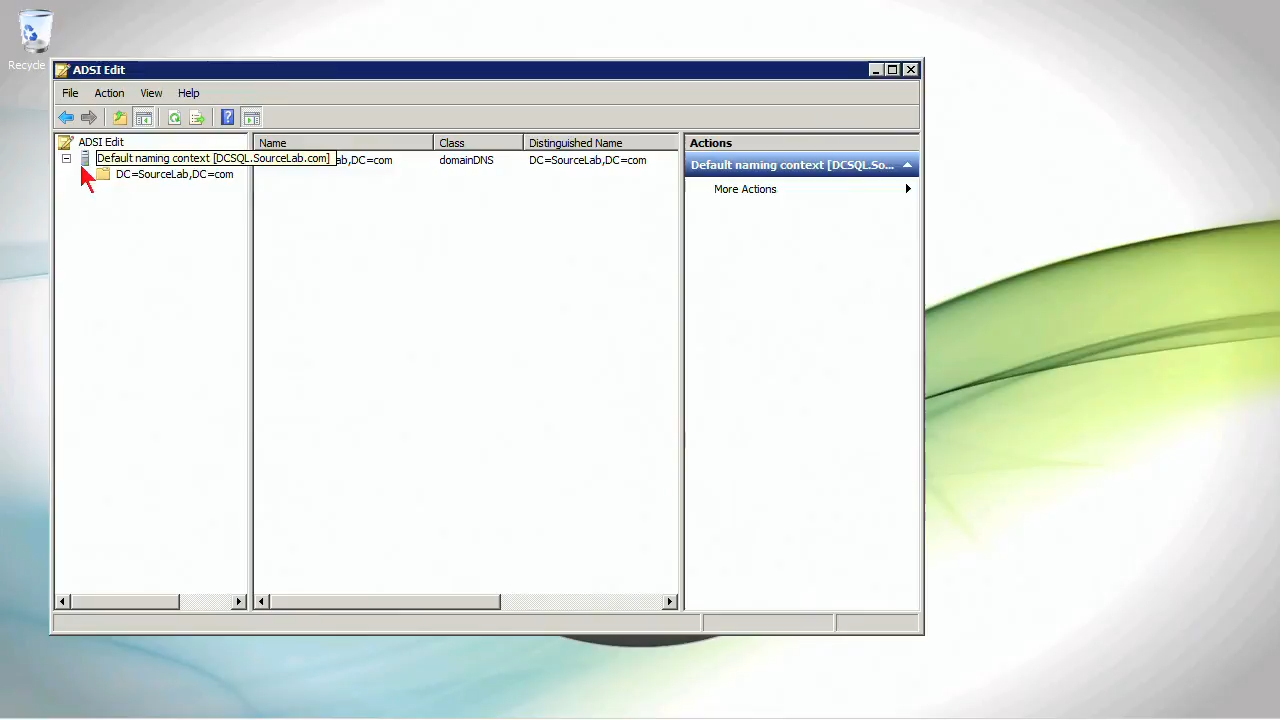 Recycle
ADSI Edit
File Action View Help
ADSI Edit
Default naming context [DCSQL.SourceLab.com]
DC=SourceLab,DC=com
Name Class Distinguished Name
ab,DC=com domainDNS DC=SourceLab,DC=com
Actions
Default naming context [DCSQL.So...
More Actions